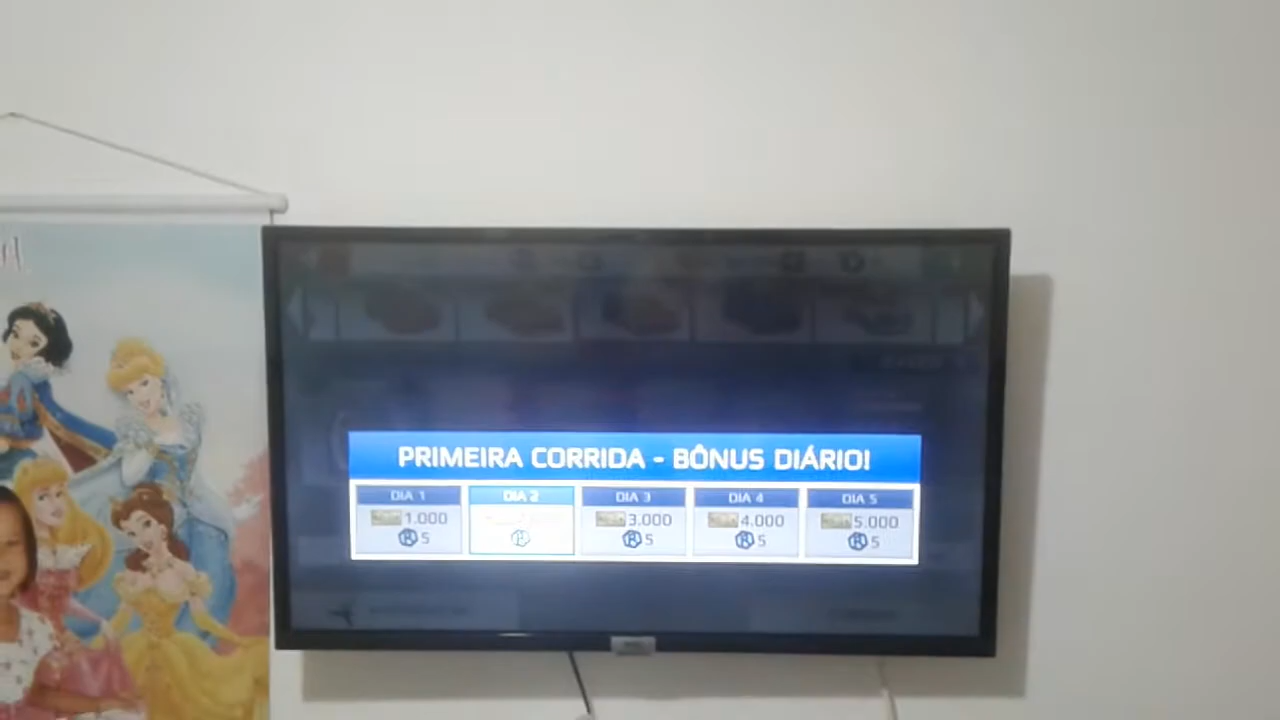 PRIMEIRA CORRIDA - BÔNUS DIÁRIO!
DIA 1
DIA 2
DIA 3
DIA 4
DIA 5
1.000
3.000
4.000
5.000
5
5
5
5